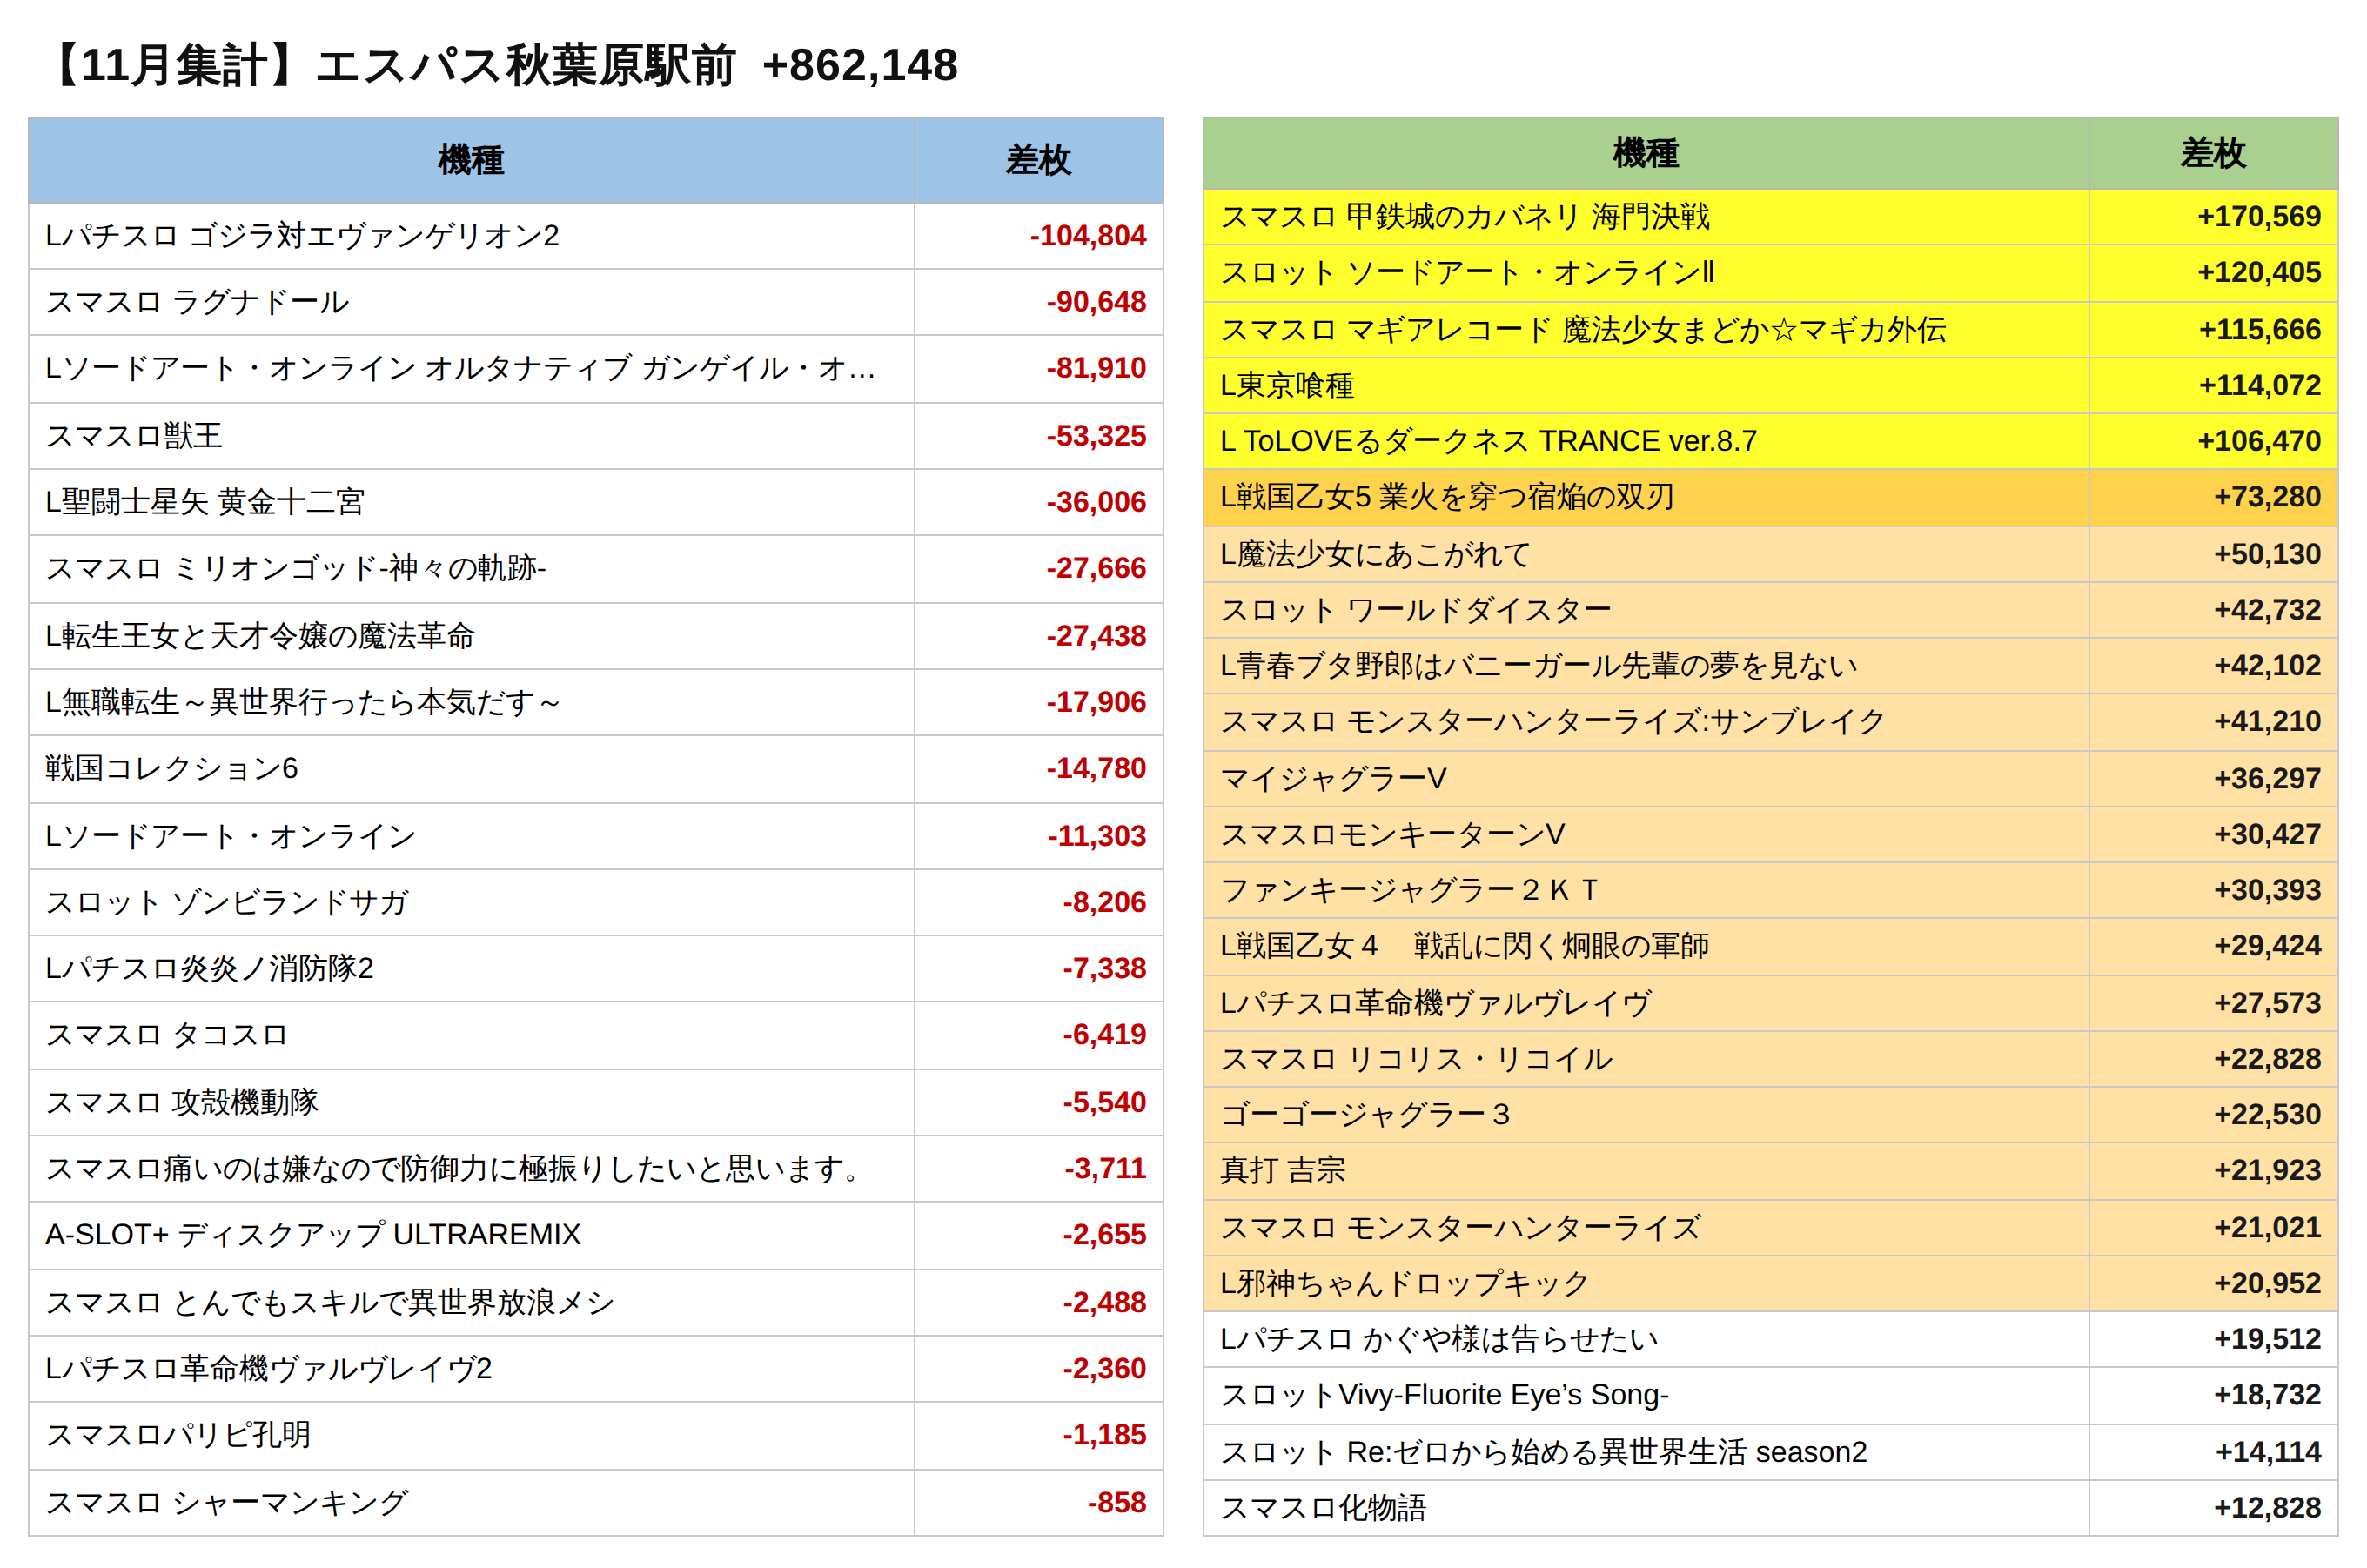 【11月集計】エスパス秋葉原駅前 +862,148
機種 差枚
Lパチスロ ゴジラ対エヴァンゲリオン2 -104,804
スマスロ ラグナドール -90,648
Lソードアート・オンライン オルタナティブ ガンゲイル・オ… -81,910
スマスロ獣王 -53,325
L聖闘士星矢 黄金十二宮 -36,006
スマスロ ミリオンゴッド-神々の軌跡- -27,666
L転生王女と天才令嬢の魔法革命 -27,438
L無職転生～異世界行ったら本気だす～ -17,906
戦国コレクション6 -14,780
Lソードアート・オンライン -11,303
スロット ゾンビランドサガ -8,206
Lパチスロ炎炎ノ消防隊2 -7,338
スマスロ タコスロ -6,419
スマスロ 攻殻機動隊 -5,540
スマスロ痛いのは嫌なので防御力に極振りしたいと思います。 -3,711
A-SLOT+ ディスクアップ ULTRAREMIX -2,655
スマスロ とんでもスキルで異世界放浪メシ -2,488
Lパチスロ革命機ヴァルヴレイヴ2 -2,360
スマスロパリピ孔明 -1,185
スマスロ シャーマンキング -858
機種 差枚
スマスロ 甲鉄城のカバネリ 海門決戦 +170,569
スロット ソードアート・オンラインⅡ +120,405
スマスロ マギアレコード 魔法少女まどか☆マギカ外伝 +115,666
L東京喰種 +114,072
L ToLOVEるダークネス TRANCE ver.8.7 +106,470
L戦国乙女5 業火を穿つ宿焔の双刃 +73,280
L魔法少女にあこがれて +50,130
スロット ワールドダイスター +42,732
L青春ブタ野郎はバニーガール先輩の夢を見ない +42,102
スマスロ モンスターハンターライズ:サンブレイク +41,210
マイジャグラーV +36,297
スマスロモンキーターンV +30,427
ファンキージャグラー２ＫＴ +30,393
L戦国乙女４　戦乱に閃く炯眼の軍師 +29,424
Lパチスロ革命機ヴァルヴレイヴ +27,573
スマスロ リコリス・リコイル +22,828
ゴーゴージャグラー３ +22,530
真打 吉宗 +21,923
スマスロ モンスターハンターライズ +21,021
L邪神ちゃんドロップキック +20,952
Lパチスロ かぐや様は告らせたい +19,512
スロットVivy-Fluorite Eye’s Song- +18,732
スロット Re:ゼロから始める異世界生活 season2 +14,114
スマスロ化物語 +12,828